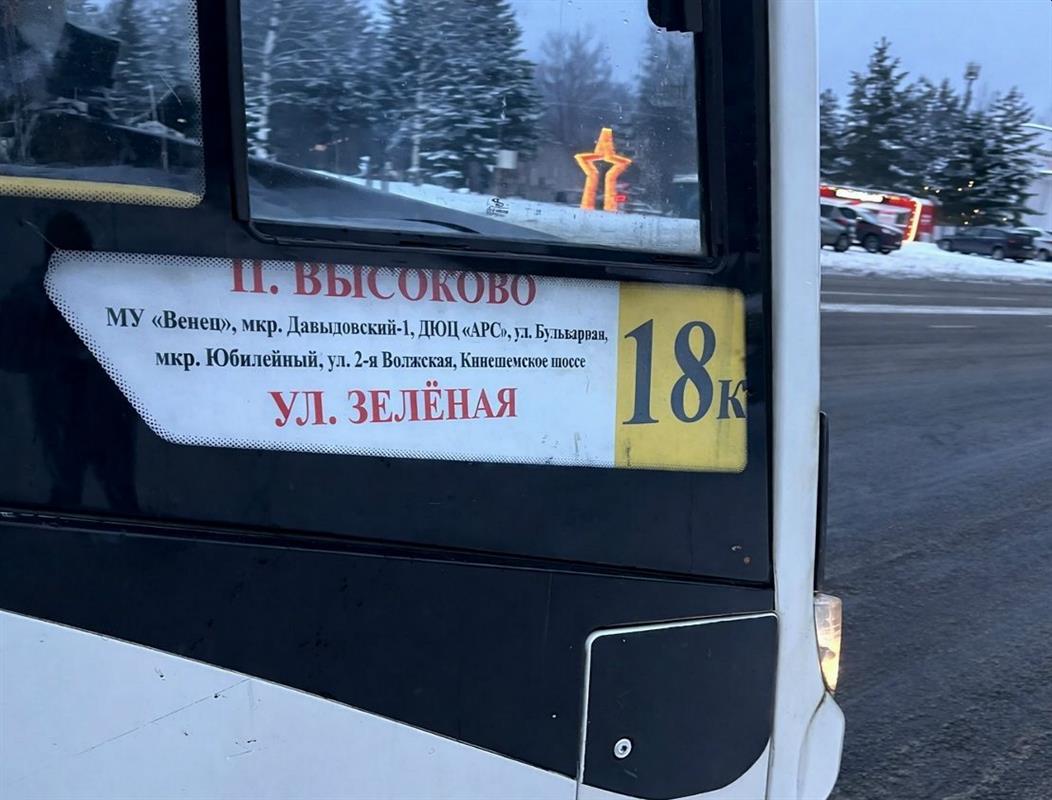 П. ВЫСОКОВО
МУ «Венец», мкр. Давыдовский-1, ДЮЦ «АРС», ул. Бульварная,
мкр. Юбилейный, ул. 2-я Волжская, Кинешемское шоссе
УЛ. ЗЕЛЁНАЯ
18к